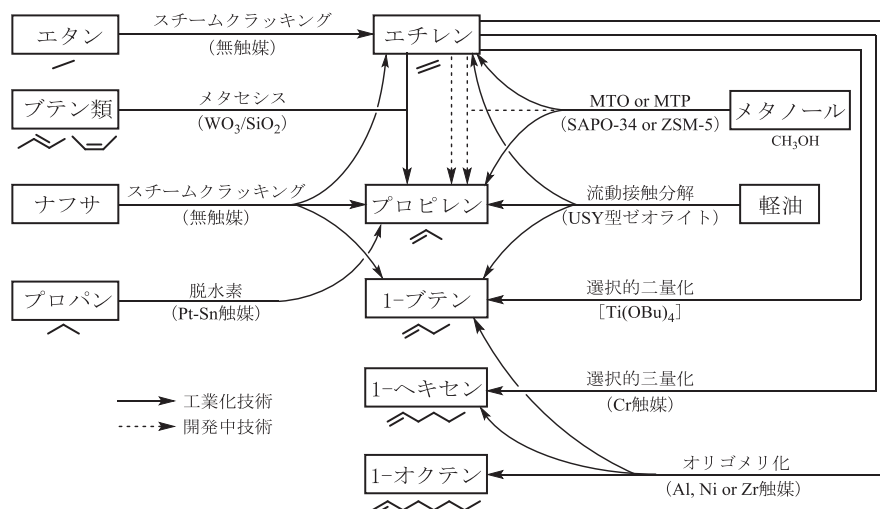 エタン
スチームクラッキング
(無触媒)
エチレン
ブテン類
メタセシス
(WO₃/SiO₂)
MTO or MTP
(SAPO-34 or ZSM-5)
メタノール
CH₃OH
ナフサ
スチームクラッキング
(無触媒)
プロピレン
流動接触分解
(USY型ゼオライト)
軽油
プロパン
脱水素
(Pt-Sn触媒)
1-ブテン
選択的二量化
[Ti(OBu)₄]
1-ヘキセン
選択的三量化
(Cr触媒)
工業化技術
開発中技術
1-オクテン
オリゴメリ化
(Al, Ni or Zr触媒)